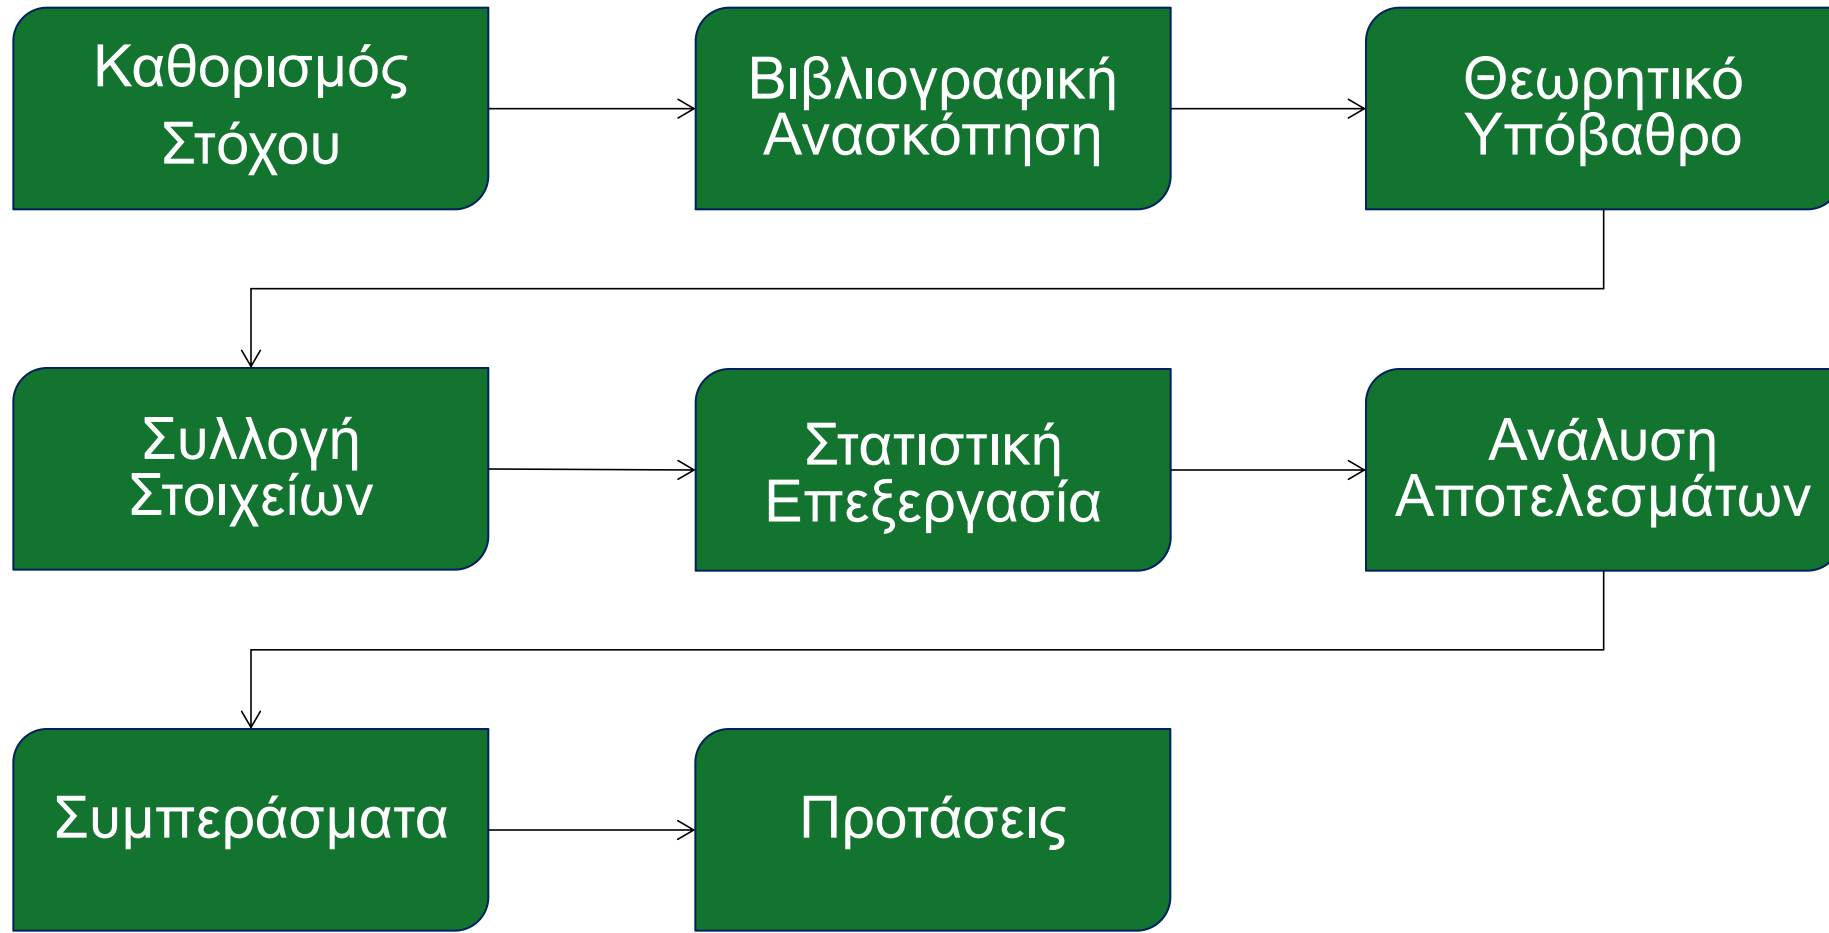 Καθορισμός
Στόχου
Βιβλιογραφική
Ανασκόπηση
Θεωρητικό
Υπόβαθρο
Συλλογή
Στοιχείων
Στατιστική
Επεξεργασία
Ανάλυση
Αποτελεσμάτων
Συμπεράσματα
Προτάσεις